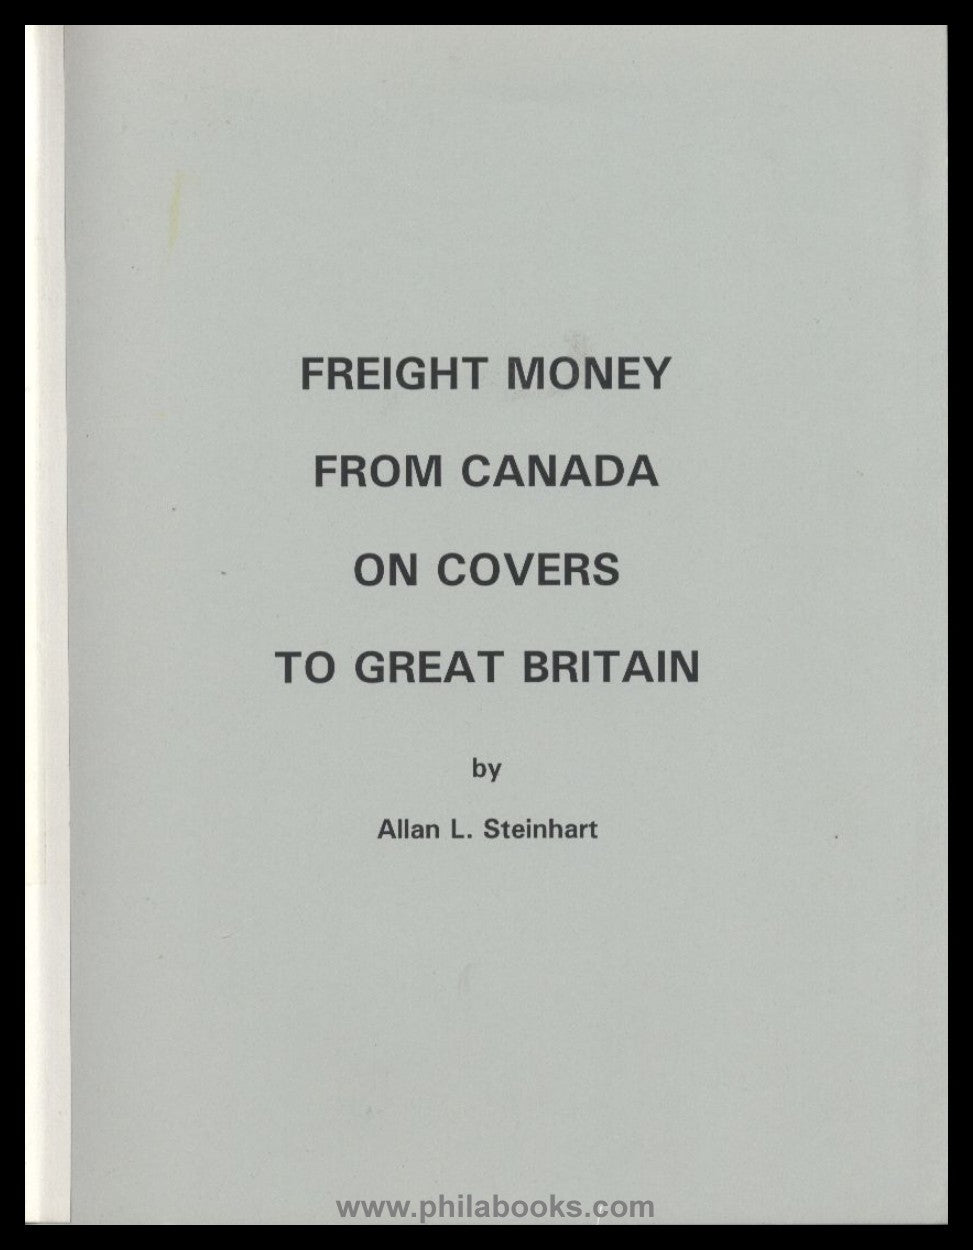 FREIGHT MONEY
FROM CANADA
ON COVERS
TO GREAT BRITAIN
by
Allan L. Steinhart
www.philabooks.com